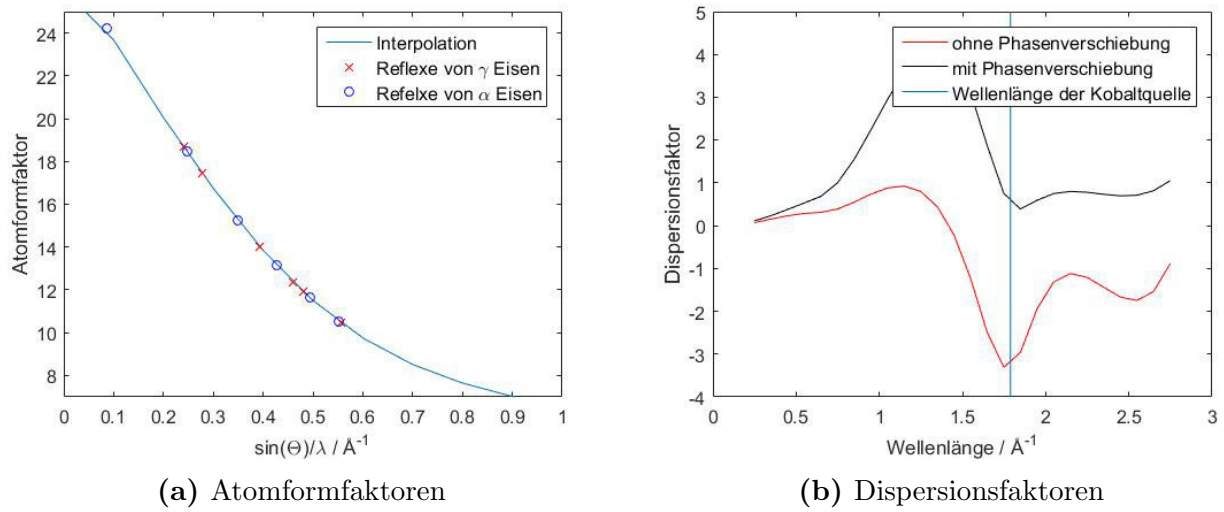 24
22
20
18
16
14
12
10
8
Atomformfaktor
Interpolation
Reflexe von γ Eisen
Refelxe von α Eisen
0 0.1 0.2 0.3 0.4 0.5 0.6 0.7 0.8 0.9 1
sin(Θ)/λ / Å⁻¹
(a) Atomformfaktoren
5
4
3
2
1
0
-1
-2
-3
-4
Dispersionsfaktor
ohne Phasenverschiebung
mit Phasenverschiebung
Wellenlänge der Kobaltquelle
0 0.5 1 1.5 2 2.5 3
Wellenlänge / Å⁻¹
(b) Dispersionsfaktoren